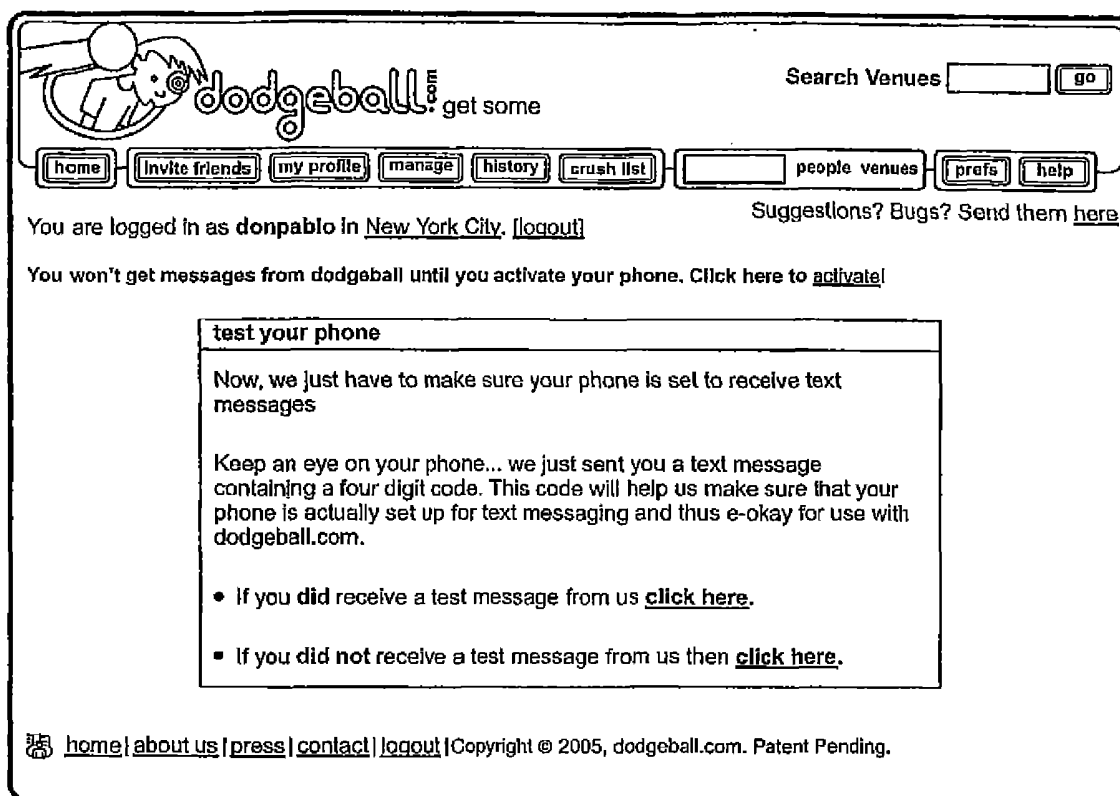 dodgeball.com get some
Search Venues go
home invite friends my profile manage history crush list people venues prefs help
Suggestions? Bugs? Send them here
You are logged in as donpablo in New York City. [logout]
You won't get messages from dodgeball until you activate your phone. Click here to activate!
test your phone
Now, we just have to make sure your phone is set to receive text
messages
Keep an eye on your phone... we just sent you a text message
containing a four digit code. This code will help us make sure that your
phone is actually set up for text messaging and thus e-okay for use with
dodgeball.com.
• If you did receive a test message from us click here.
• If you did not receive a test message from us then click here.
home | about us | press | contact | logout | Copyright © 2005, dodgeball.com. Patent Pending.